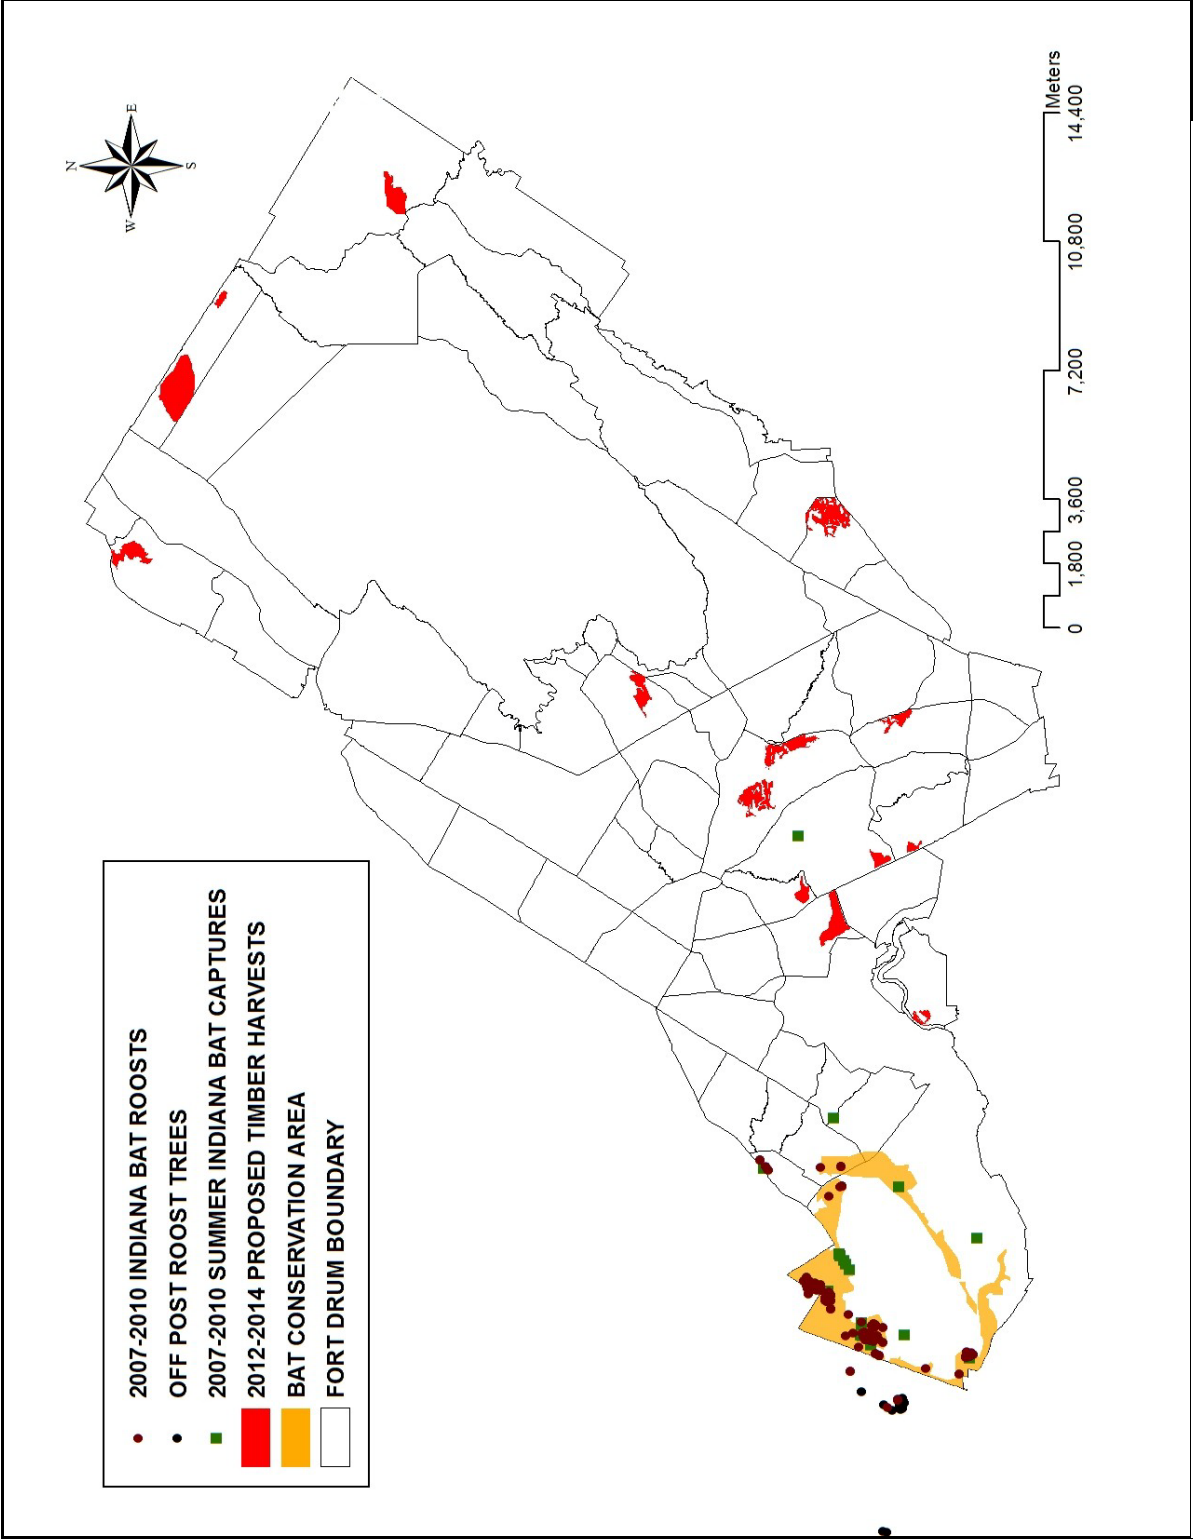 N
E
W
S
2007-2010 INDIANA BAT ROOSTS
OFF POST ROOST TREES
2007-2010 SUMMER INDIANA BAT CAPTURES
2012-2014 PROPOSED TIMBER HARVESTS
BAT CONSERVATION AREA
FORT DRUM BOUNDARY
0 1,800 3,600 7,200 10,800 14,400
Meters